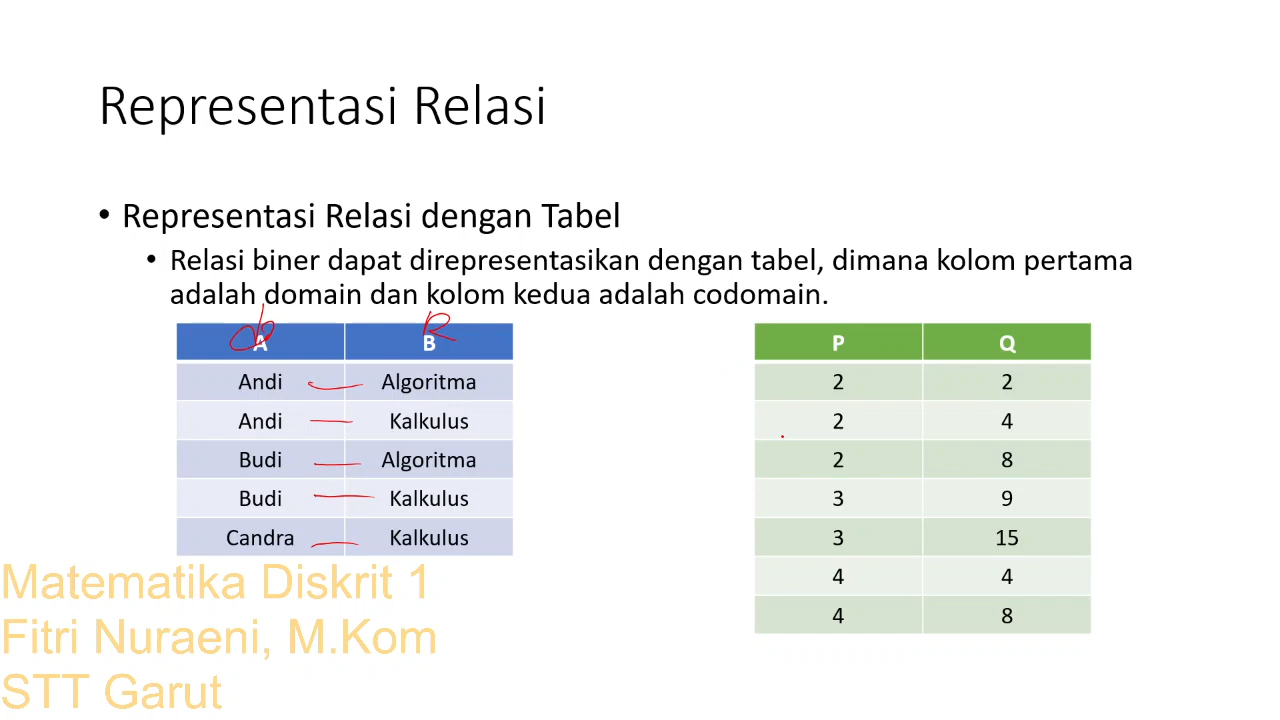 Representasi Relasi
• Representasi Relasi dengan Tabel
• Relasi biner dapat direpresentasikan dengan tabel, dimana kolom pertama
adalah domain dan kolom kedua adalah codomain.
A B
Andi Algoritma
Andi Kalkulus
Budi Algoritma
Budi Kalkulus
Candra Kalkulus
P Q
2 2
2 4
2 8
3 9
3 15
4 4
4 8
Matematika Diskrit 1
Fitri Nuraeni, M.Kom
STT Garut